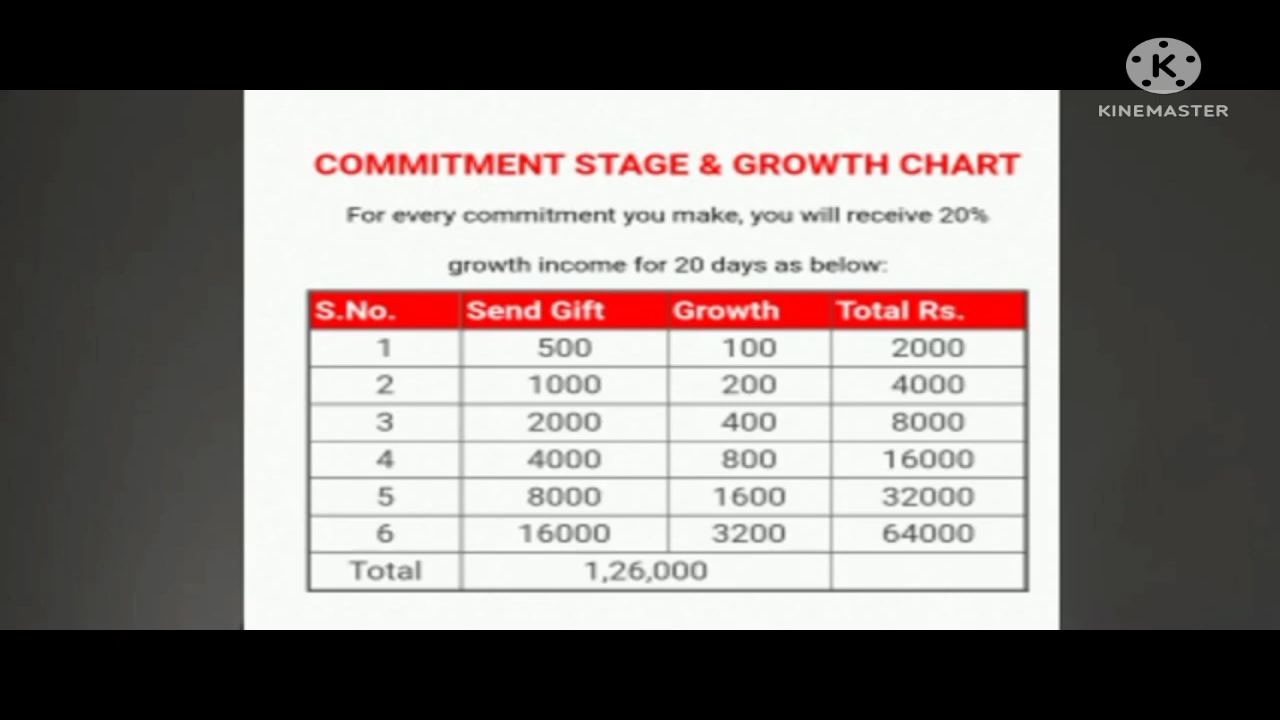 K
KINEMASTER
COMMITMENT STAGE & GROWTH CHART
For every commitment you make, you will receive 20%
growth income for 20 days as below:
S.No. Send Gift Growth Total Rs.
1 500 100 2000
2 1000 200 4000
3 2000 400 8000
4 4000 800 16000
5 8000 1600 32000
6 16000 3200 64000
Total 1,26,000